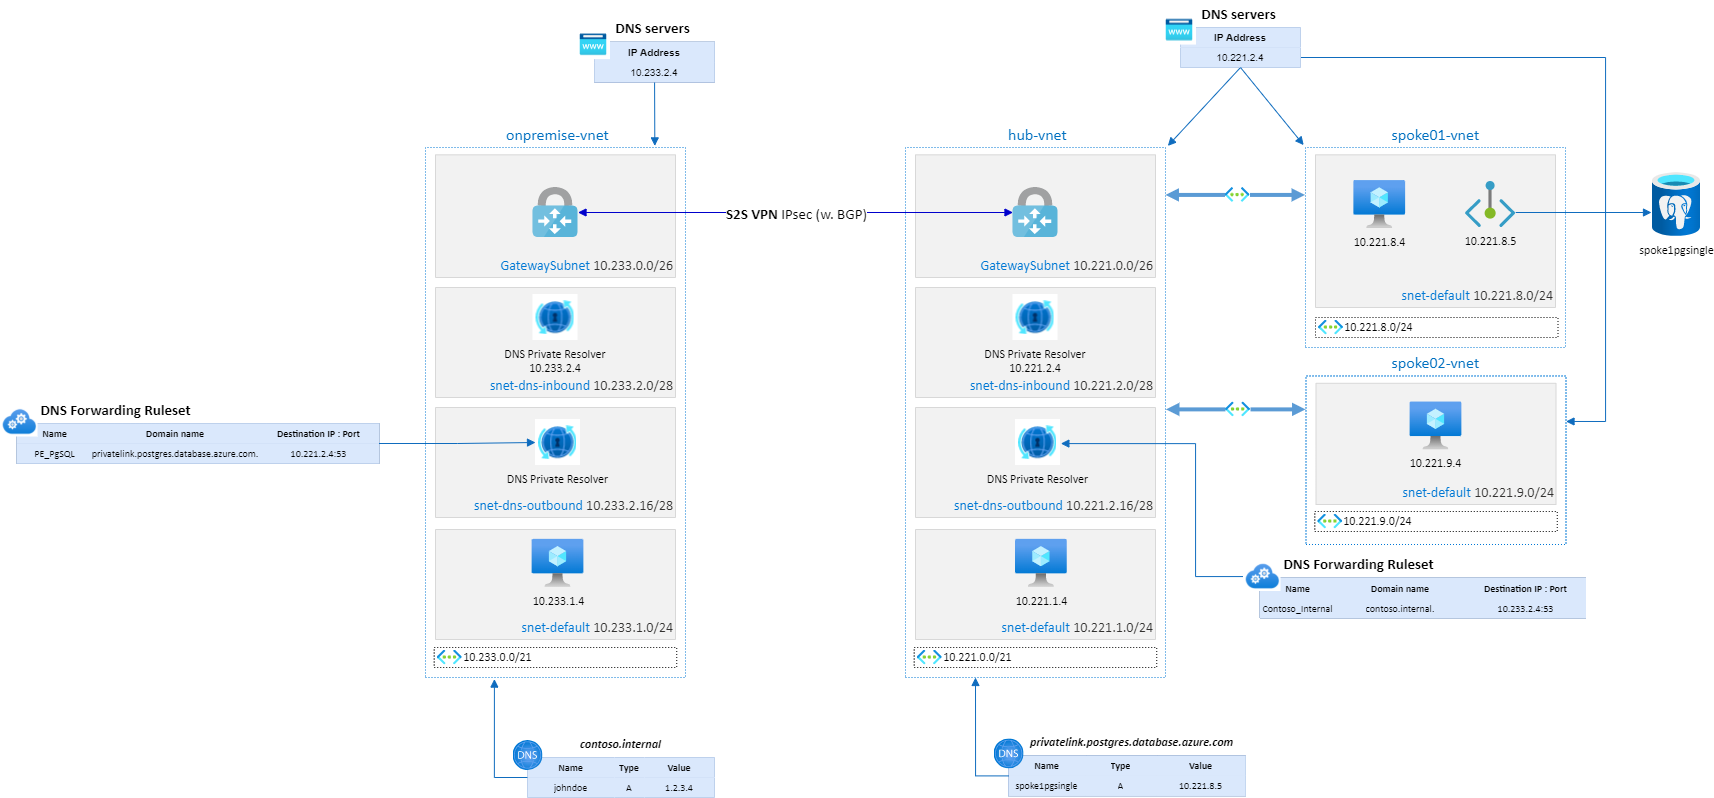 DNS servers
IP Address
10.233.2.4
DNS servers
IP Address
10.221.2.4
www
www
onpremise-vnet
hub-vnet
spoke01-vnet
S2S VPN IPsec (w. BGP)
GatewaySubnet 10.233.0.0/26
DNS Private Resolver
10.233.2.4
snet-dns-inbound 10.233.2.0/28
DNS Private Resolver
snet-dns-outbound 10.233.2.16/28
10.233.1.4
snet-default 10.233.1.0/24
10.233.0.0/21
GatewaySubnet 10.221.0.0/26
DNS Private Resolver
10.221.2.4
snet-dns-inbound 10.221.2.0/28
DNS Private Resolver
snet-dns-outbound 10.221.2.16/28
10.221.1.4
snet-default 10.221.1.0/24
10.221.0.0/21
10.221.8.4
10.221.8.5
snet-default 10.221.8.0/24
10.221.8.0/24
spoke1pgsingle
spoke02-vnet
10.221.9.4
snet-default 10.221.9.0/24
10.221.9.0/24
DNS Forwarding Ruleset
Name Domain name Destination IP : Port
PE_PgSQL privatelink.postgres.database.azure.com. 10.221.2.4:53
DNS Forwarding Ruleset
Name Domain name Destination IP : Port
Contoso_Internal contoso.internal. 10.233.2.4:53
DNS
contoso.internal
Name Type Value
johndoe A 1.2.3.4
DNS
privatelink.postgres.database.azure.com
Name Type Value
spoke1pgsingle A 10.221.8.5